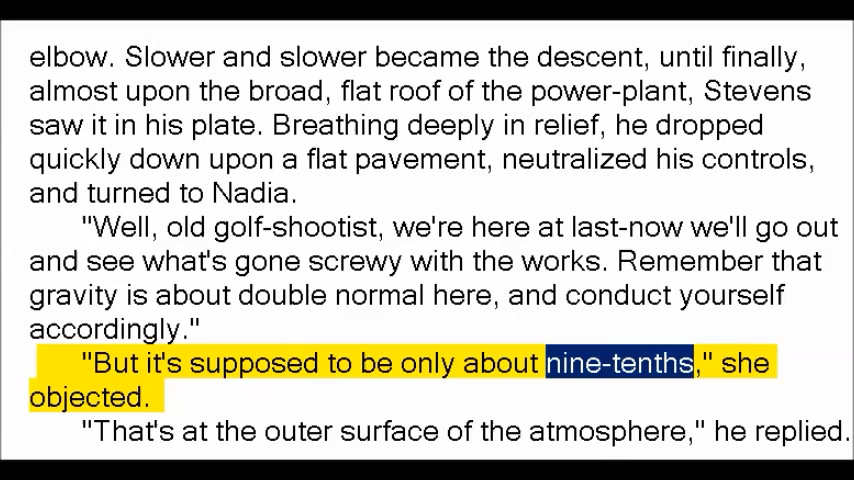 elbow. Slower and slower became the descent, until finally,
almost upon the broad, flat roof of the power-plant, Stevens
saw it in his plate. Breathing deeply in relief, he dropped
quickly down upon a flat pavement, neutralized his controls,
and turned to Nadia.
"Well, old golf-shootist, we're here at last-now we'll go out
and see what's gone screwy with the works. Remember that
gravity is about double normal here, and conduct yourself
accordingly."
"But it's supposed to be only about nine-tenths," she
objected.
"That's at the outer surface of the atmosphere," he replied.